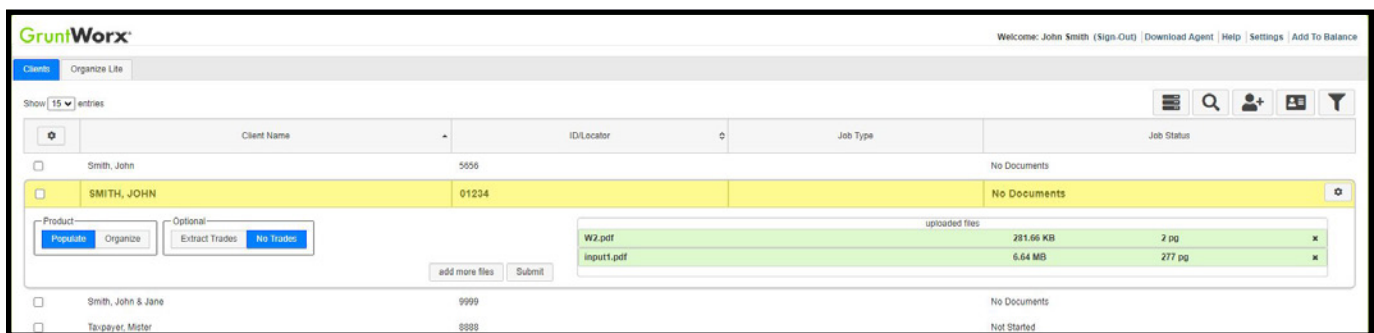 GruntWorx
Welcome: John Smith (Sign-Out) Download Agent Help Settings Add To Balance
Clients Organize Lite
Show 15 entries
Client Name ID/Locator Job Type Job Status
Smith, John 5656 No Documents
SMITH, JOHN 01234 No Documents
Product Optional uploaded files
Populate Organize Extract Trades No Trades W2.pdf 281.66 KB 2 pg x
input1.pdf 6.64 MB 277 pg x
add more files Submit
Smith, John & Jane 9999 No Documents
Taxpayer, Mister 8888 Not Started